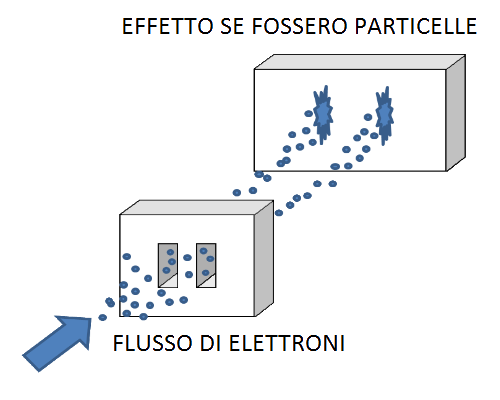 EFFETTO SE FOSSERO PARTICELLE
FLUSSO DI ELETTRONI